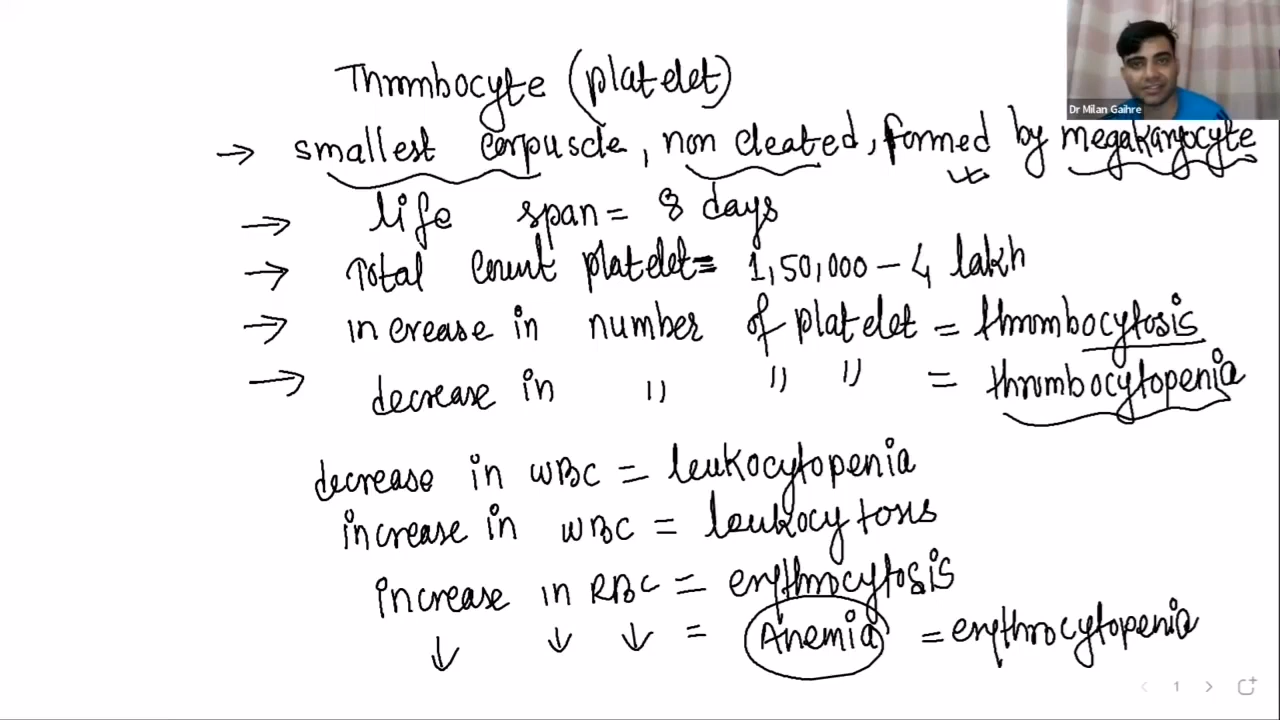 Thrombocyte (platelet)
Dr Milan Gaihre
→ smallest corpuscle, non cleated, formed by megakaryocyte
→ life span = 8 days
→ Total count platelet = 1,50,000 – 4 lakh
→ increase in number of platelet = thrombocytosis
→ decrease in " " " = thrombocytopenia
decrease in WBC = leukocytopenia
increase in WBC = leukocytosis
increase in RBC = erythrocytosis
↓ ↓ ↓ = Anemia = erythrocytopenia
1